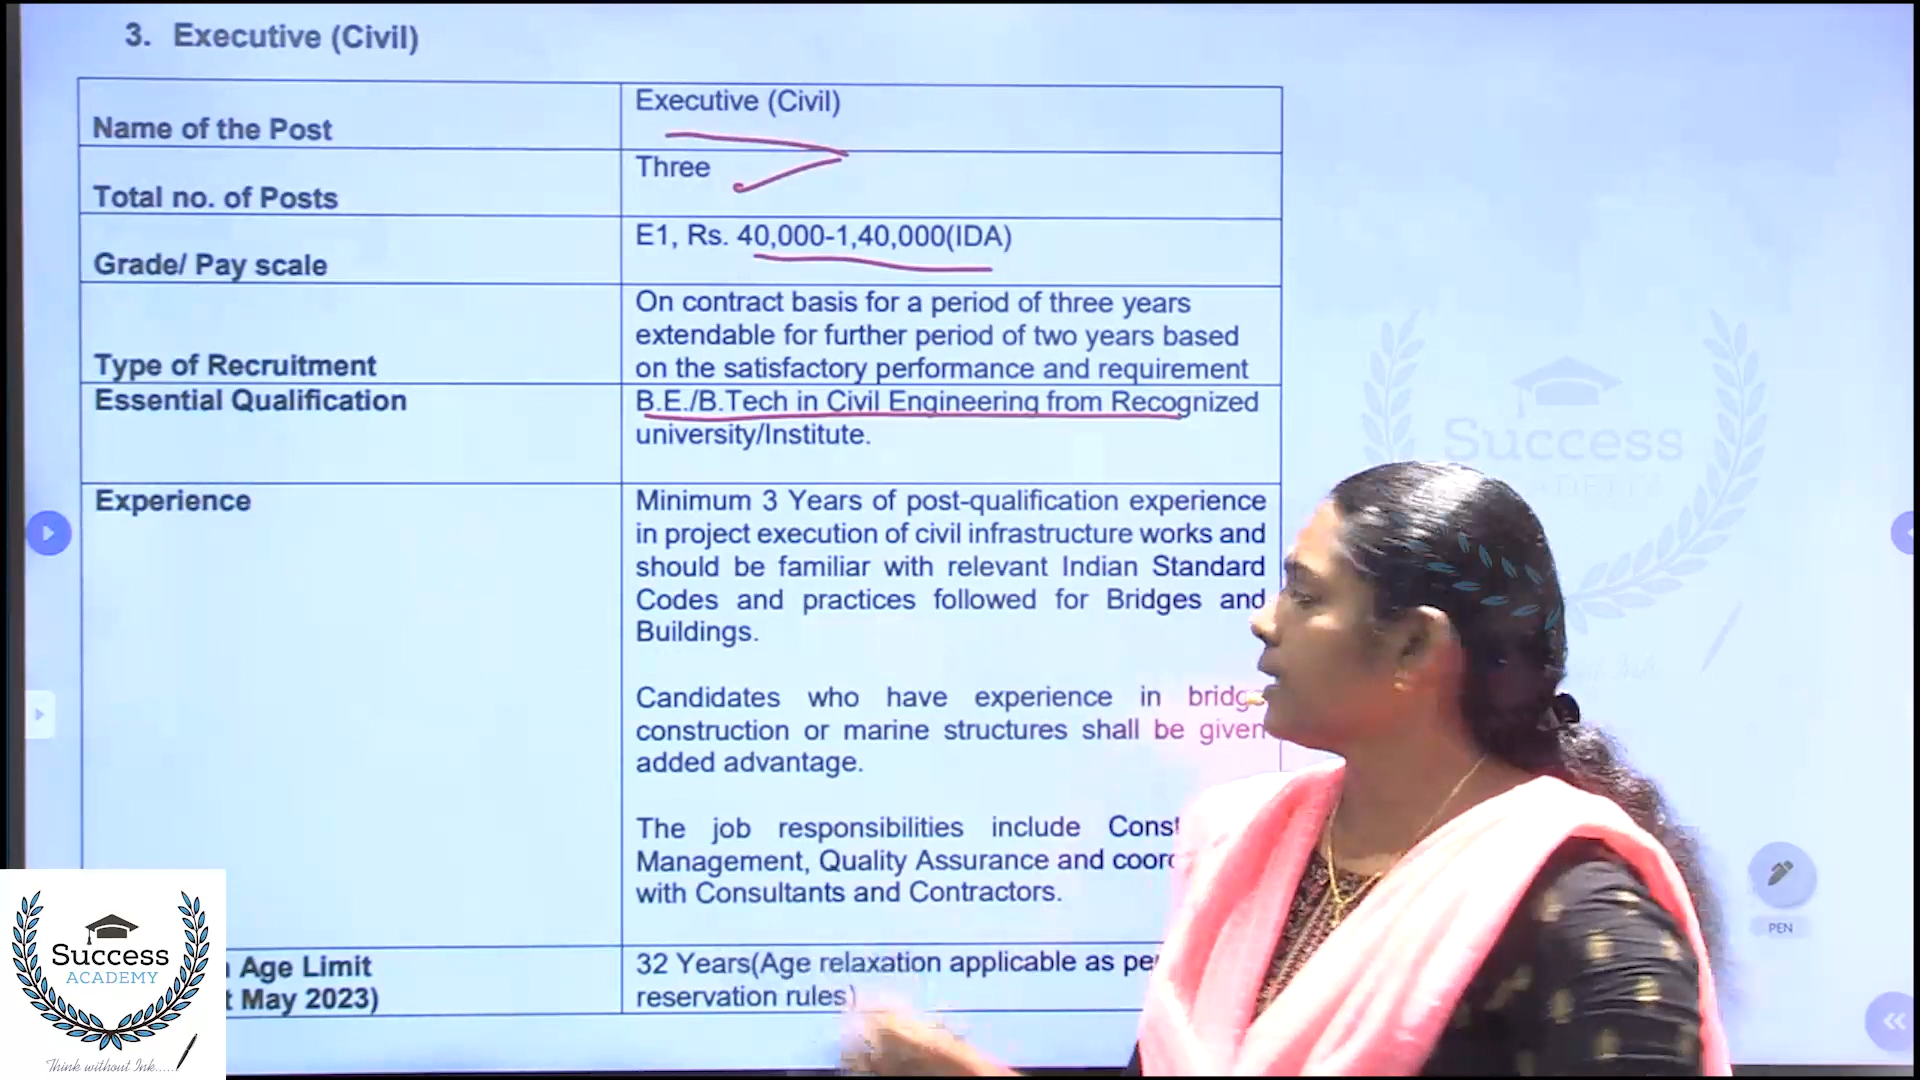 3. Executive (Civil)
Name of the Post
Executive (Civil)
Total no. of Posts
Three
Grade/ Pay scale
E1, Rs. 40,000-1,40,000(IDA)
Type of Recruitment
On contract basis for a period of three years
extendable for further period of two years based
on the satisfactory performance and requirement
Essential Qualification
B.E./B.Tech in Civil Engineering from Recognized
university/Institute.
Experience
Minimum 3 Years of post-qualification experience
in project execution of civil infrastructure works and
should be familiar with relevant Indian Standard
Codes and practices followed for Bridges and
Buildings.
Candidates who have experience in
construction or marine structures shall be given
added advantage.
The job responsibilities include
Management, Quality Assurance and
with Consultants and Contractors.
Age Limit
May 2023)
32 Years(Age relaxation applicable as
reservation rules)
Success
PEN
Success
ACADEMY
Think without Ink......